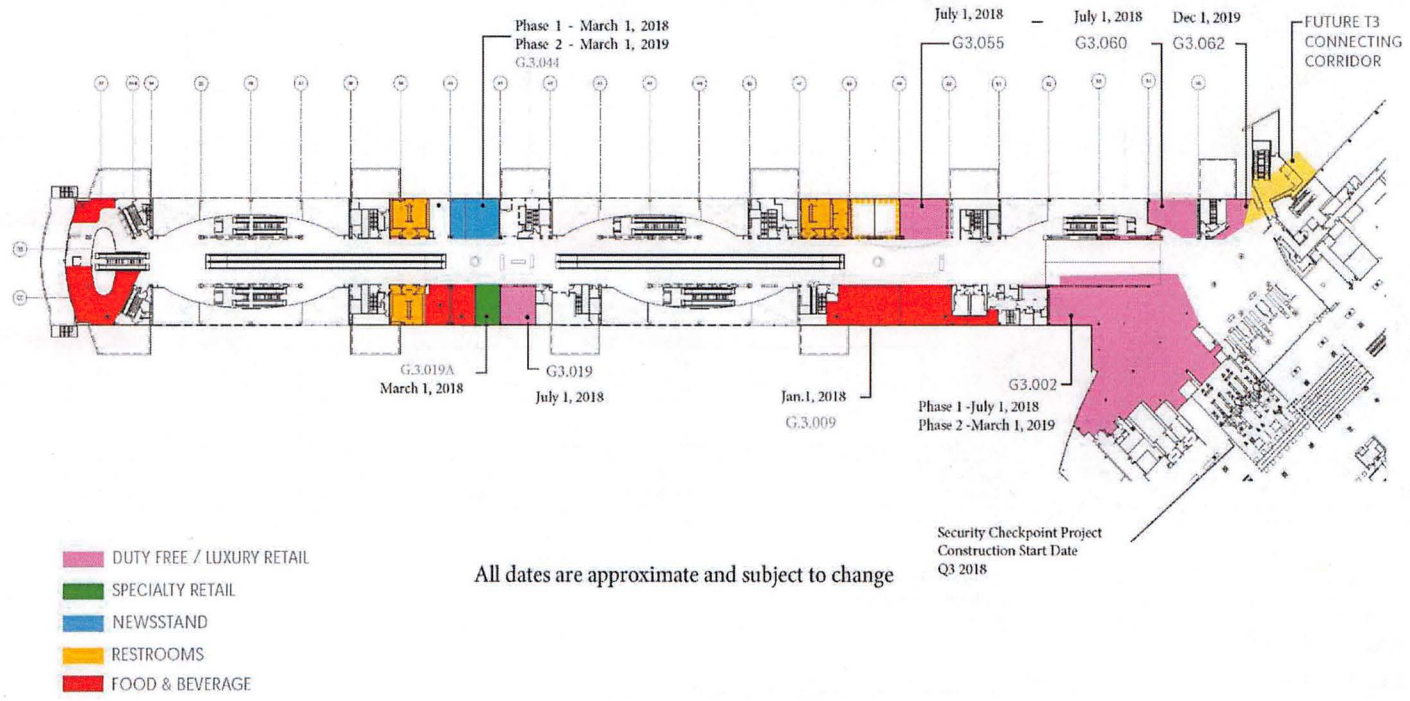 Phase 1 - March 1, 2018
Phase 2 - March 1, 2019
G.3.044
July 1, 2018
G3.055
–
July 1, 2018
G3.060
Dec 1, 2019
G3.062
FUTURE T3
CONNECTING
CORRIDOR
G.3.019A
March 1, 2018
G3.019
July 1, 2018
Jan.1, 2018
G.3.009
G3.002
Phase 1 -July 1, 2018
Phase 2 -March 1, 2019
Security Checkpoint Project
Construction Start Date
Q3 2018
All dates are approximate and subject to change
DUTY FREE / LUXURY RETAIL
SPECIALTY RETAIL
NEWSSTAND
RESTROOMS
FOOD & BEVERAGE